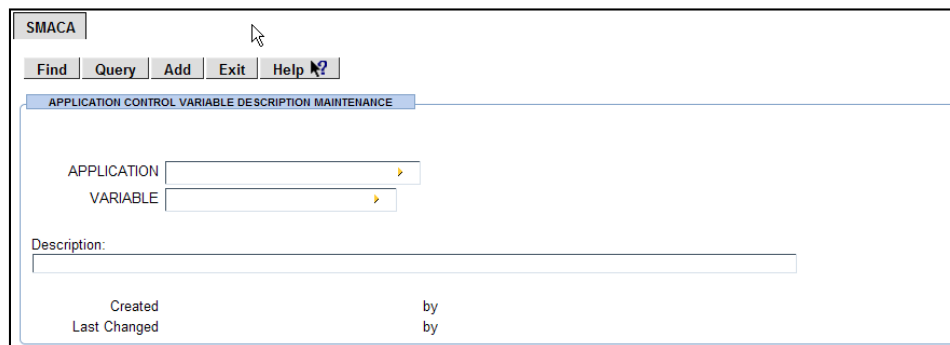 SMACA
Find Query Add Exit Help ?
APPLICATION CONTROL VARIABLE DESCRIPTION MAINTENANCE
APPLICATION
VARIABLE
Description:
Created by
Last Changed by